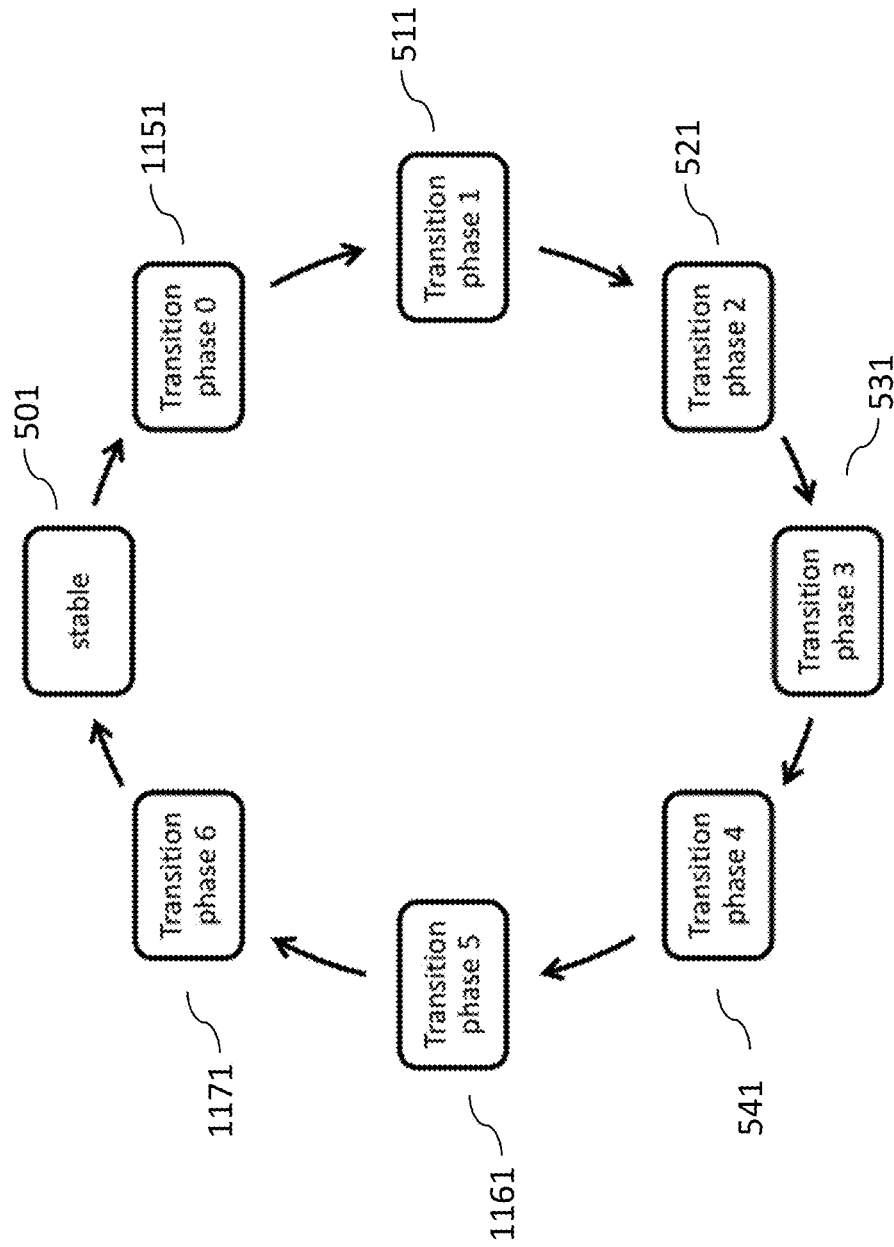 stable
501
Transition
phase 0
1151
Transition
phase 1
511
Transition
phase 2
521
Transition
phase 3
531
Transition
phase 4
541
Transition
phase 5
1161
Transition
phase 6
1171